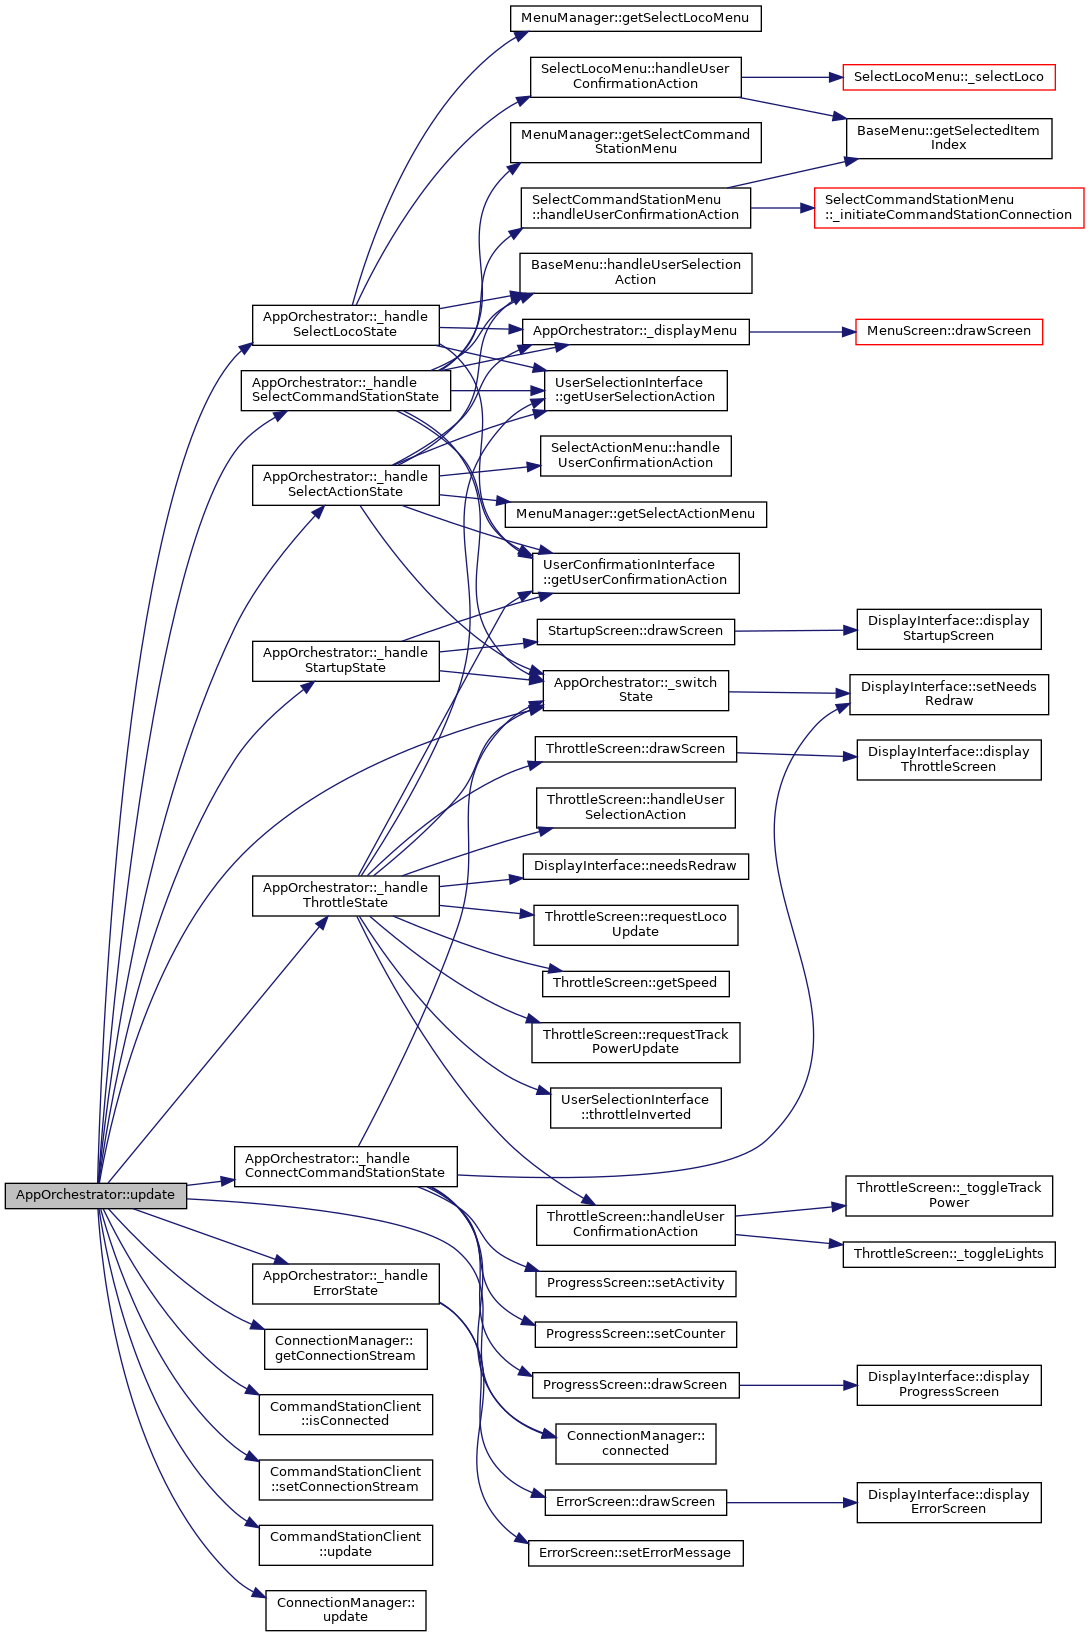 AppOrchestrator::update
AppOrchestrator::_handle
SelectLocoState
AppOrchestrator::_handle
SelectCommandStationState
AppOrchestrator::_handle
SelectActionState
AppOrchestrator::_handle
StartupState
AppOrchestrator::_handle
ThrottleState
AppOrchestrator::_handle
ConnectCommandStationState
AppOrchestrator::_handle
ErrorState
ConnectionManager::
getConnectionStream
CommandStationClient
::isConnected
CommandStationClient
::setConnectionStream
CommandStationClient
::update
ConnectionManager::
update
MenuManager::getSelectLocoMenu
SelectLocoMenu::handleUser
ConfirmationAction
MenuManager::getSelectCommand
StationMenu
SelectCommandStationMenu
::handleUserConfirmationAction
BaseMenu::handleUserSelection
Action
AppOrchestrator::_displayMenu
UserSelectionInterface
::getUserSelectionAction
SelectActionMenu::handle
UserConfirmationAction
MenuManager::getSelectActionMenu
UserConfirmationInterface
::getUserConfirmationAction
StartupScreen::drawScreen
AppOrchestrator::_switch
State
ThrottleScreen::drawScreen
ThrottleScreen::handleUser
SelectionAction
DisplayInterface::needsRedraw
ThrottleScreen::requestLoco
Update
ThrottleScreen::getSpeed
ThrottleScreen::requestTrack
PowerUpdate
UserSelectionInterface
::throttleInverted
ThrottleScreen::handleUser
ConfirmationAction
ProgressScreen::setActivity
ProgressScreen::setCounter
ProgressScreen::drawScreen
ConnectionManager::
connected
ErrorScreen::drawScreen
ErrorScreen::setErrorMessage
SelectLocoMenu::_selectLoco
BaseMenu::getSelectedItem
Index
SelectCommandStationMenu
::_initiateCommandStationConnection
MenuScreen::drawScreen
DisplayInterface::display
StartupScreen
DisplayInterface::setNeeds
Redraw
DisplayInterface::display
ThrottleScreen
ThrottleScreen::_toggleTrack
Power
ThrottleScreen::_toggleLights
DisplayInterface::display
ProgressScreen
DisplayInterface::display
ErrorScreen